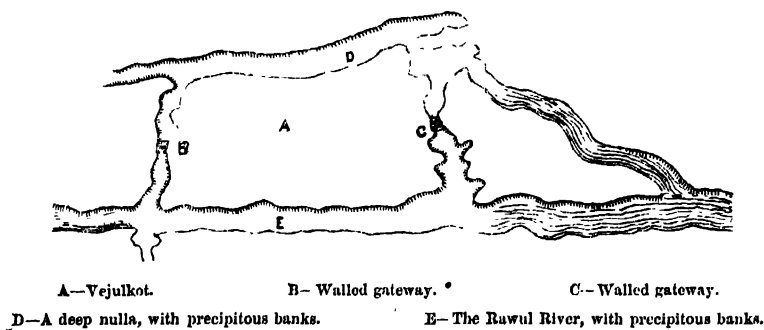 D
A
B
C
E
A—Vejulkot. B—Walled gateway. C—Walled gateway.
D—A deep nulla, with precipitous banks. E—The Rawul River, with precipitous banks.